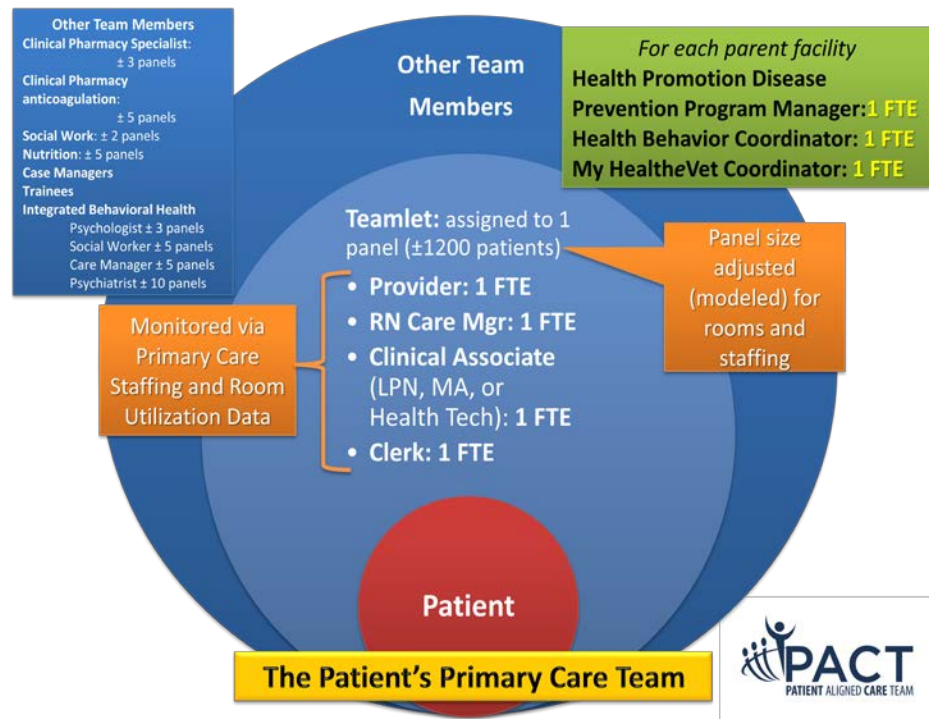 Other Team Members
Clinical Pharmacy Specialist:
± 3 panels
Clinical Pharmacy
anticoagulation:
± 5 panels
Social Work: ± 2 panels
Nutrition: ± 5 panels
Case Managers
Trainees
Integrated Behavioral Health
Psychologist ± 3 panels
Social Worker ± 5 panels
Care Manager ± 5 panels
Psychiatrist ± 10 panels
Other Team
Members
For each parent facility
Health Promotion Disease
Prevention Program Manager:1 FTE
Health Behavior Coordinator: 1 FTE
My HealtheVet Coordinator: 1 FTE
Teamlet: assigned to 1
panel (±1200 patients)
• Provider: 1 FTE
• RN Care Mgr: 1 FTE
• Clinical Associate
(LPN, MA, or
Health Tech): 1 FTE
• Clerk: 1 FTE
Panel size
adjusted
(modeled) for
rooms and
staffing
Monitored via
Primary Care
Staffing and Room
Utilization Data
Patient
The Patient's Primary Care Team
PACT
PATIENT ALIGNED CARE TEAM